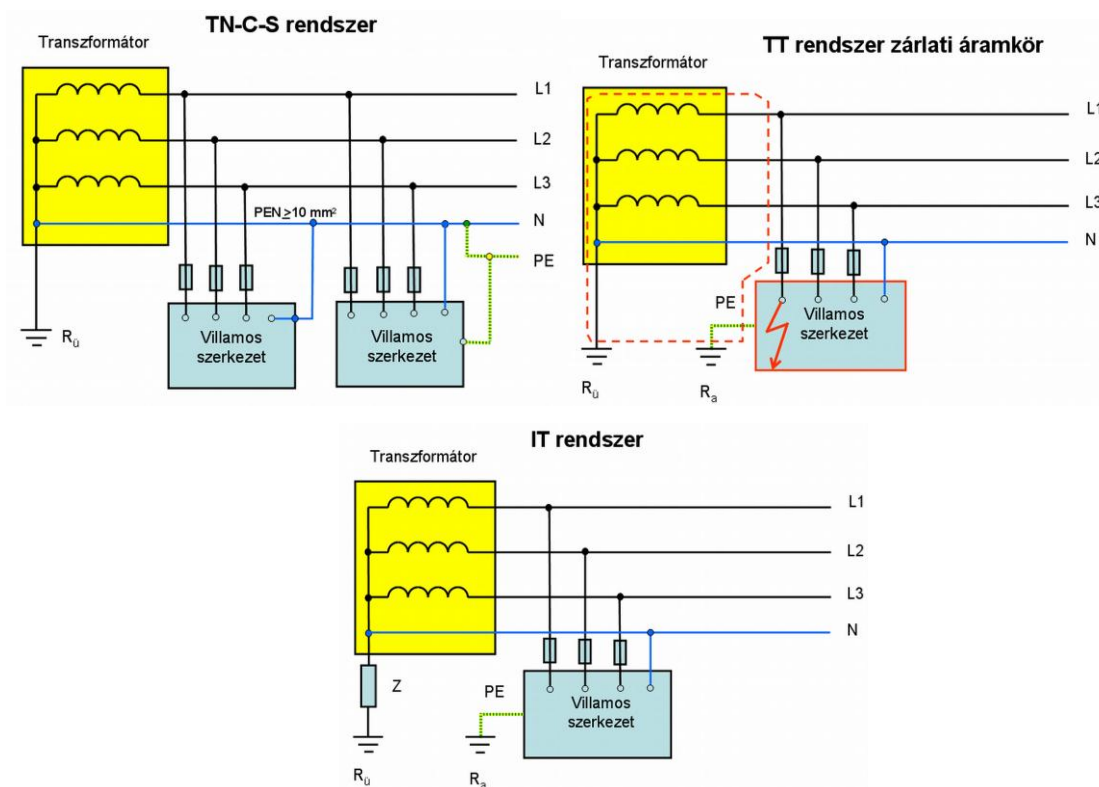 TN-C-S rendszer
Transzformátor
L1
L2
L3
PEN ≥10 mm²
N
PE
Villamos
szerkezet
Villamos
szerkezet
Rü
TT rendszer zárlati áramkör
Transzformátor
L1
L2
L3
N
PE
Villamos
szerkezet
Rü
Ra
IT rendszer
Transzformátor
L1
L2
L3
N
Z
PE
Villamos
szerkezet
Rü
Ra